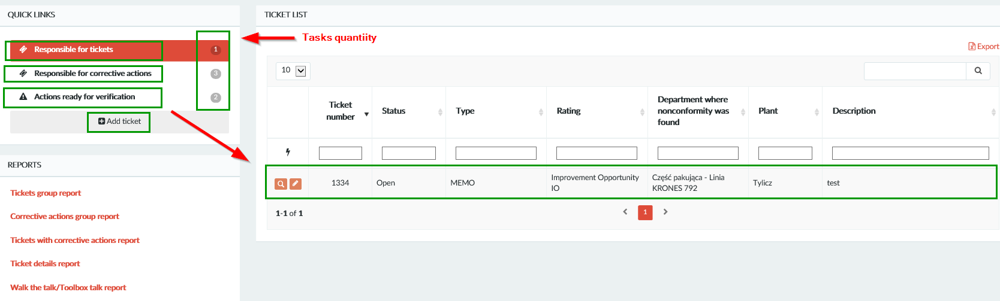 QUICK LINKS
Responsible for tickets 1
Responsible for corrective actions 3
Actions ready for verification 2
Add ticket
REPORTS
Tickets group report
Corrective actions group report
Tickets with corrective actions report
Ticket details report
Walk the talk/Toolbox talk report
Tasks quantiity
TICKET LIST
Export
10
Ticket
number
Status
Type
Rating
Department where
nonconformity was
found
Plant
Description
1334
Open
MEMO
Improvement Opportunity
IO
Część pakująca - Linia
KRONES 792
Tylicz
test
1-1 of 1
1